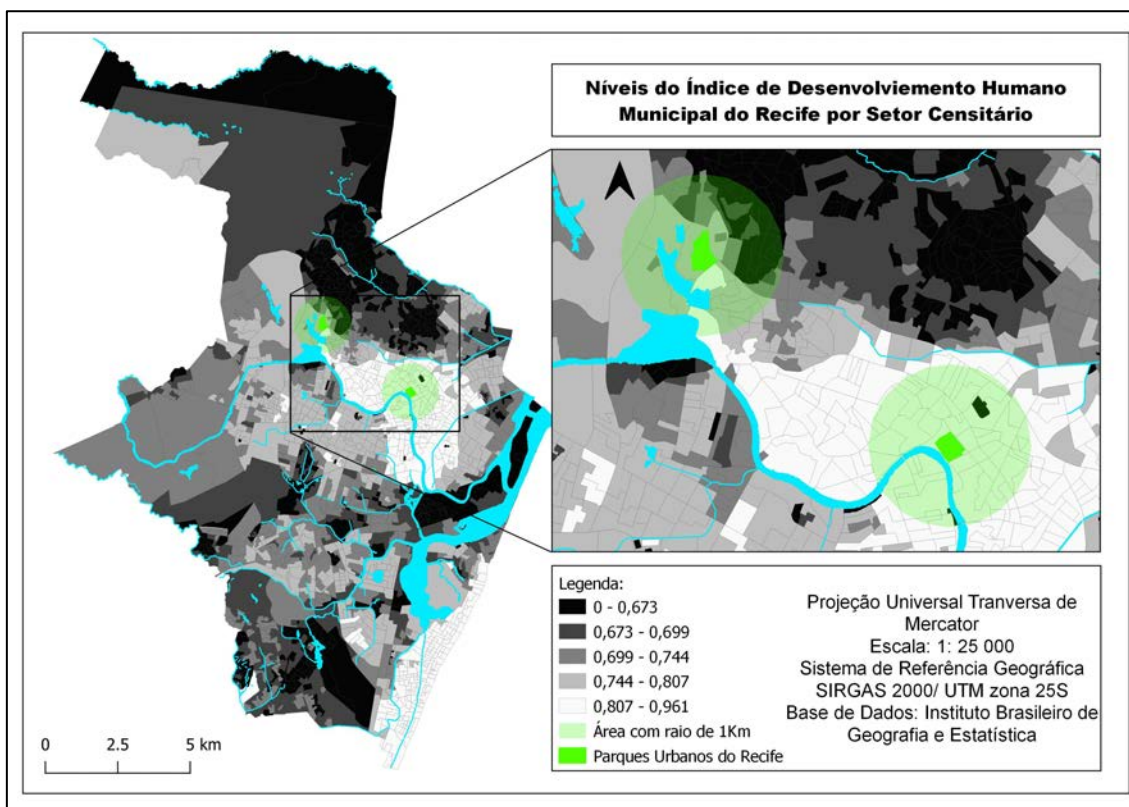 Níveis do Índice de Desenvolviemento Humano
Municipal do Recife por Setor Censitário
Legenda:
0 - 0,673
0,673 - 0,699
0,699 - 0,744
0,744 - 0,807
0,807 - 0,961
Área com raio de 1Km
Parques Urbanos do Recife
Projeção Universal Tranversa de
Mercator
Escala: 1: 25 000
Sistema de Referência Geográfica
SIRGAS 2000/ UTM zona 25S
Base de Dados: Instituto Brasileiro de
Geografia e Estatística
0 2.5 5 km